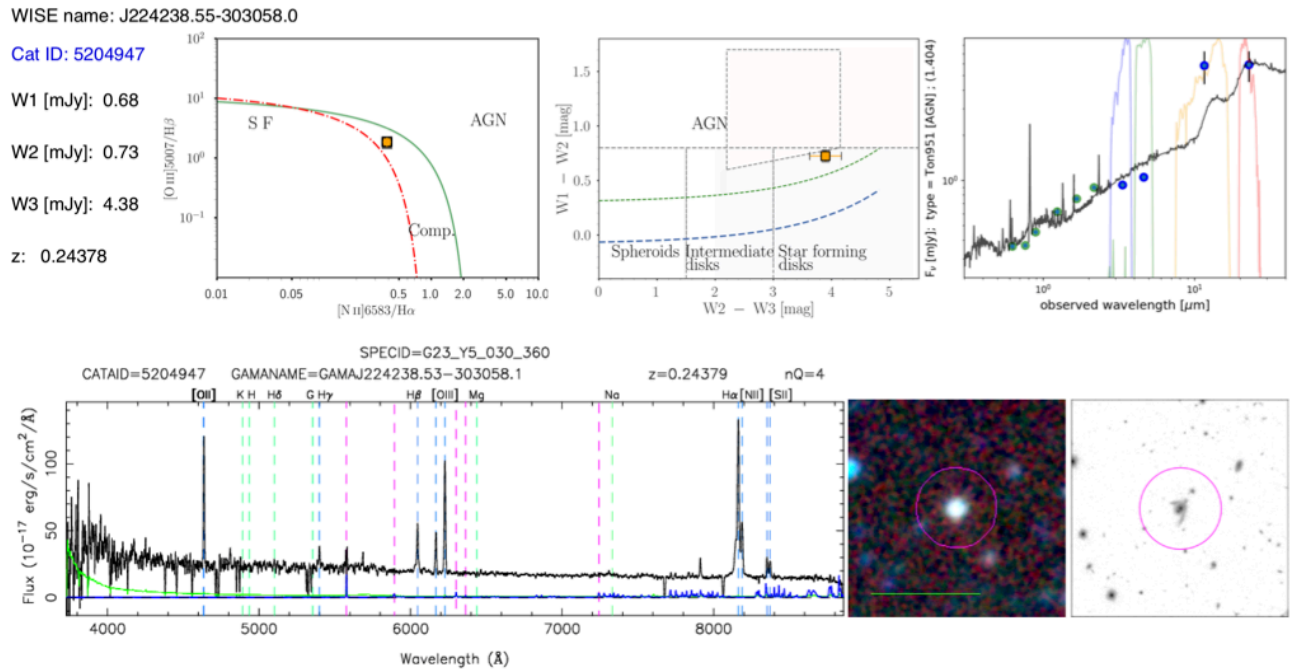 WISE name: J224238.55-303058.0
Cat ID: 5204947
W1 [mJy]: 0.68
W2 [mJy]: 0.73
W3 [mJy]: 4.38
z: 0.24378
10²
10¹
10⁰
10⁻¹
[O III]5007/Hβ
S F
AGN
Comp.
0.01
0.05
0.5
1.0
2.0
5.0
10.0
[N II]6583/Hα
1.5
1.0
0.5
0.0
W1 − W2 [mag]
AGN
Spheroids
Intermediate
disks
Star forming
disks
0
1
2
3
4
5
W2 − W3 [mag]
Fν [mJy]; type = Ton951 [AGN] ; (1.404)
10⁰
10⁰
10¹
observed wavelength [μm]
SPECID=G23_Y5_030_360
CATAID=5204947 GAMANAME=GAMAJ224238.53-303058.1 z=0.24379 nQ=4
[OII] K H Hδ G Hγ Hβ [OIII] Mg Na Hα [NII] [SII]
100
50
0
Flux (10⁻¹⁷ erg/s/cm²/Å)
4000 5000 6000 7000 8000
Wavelength (Å)